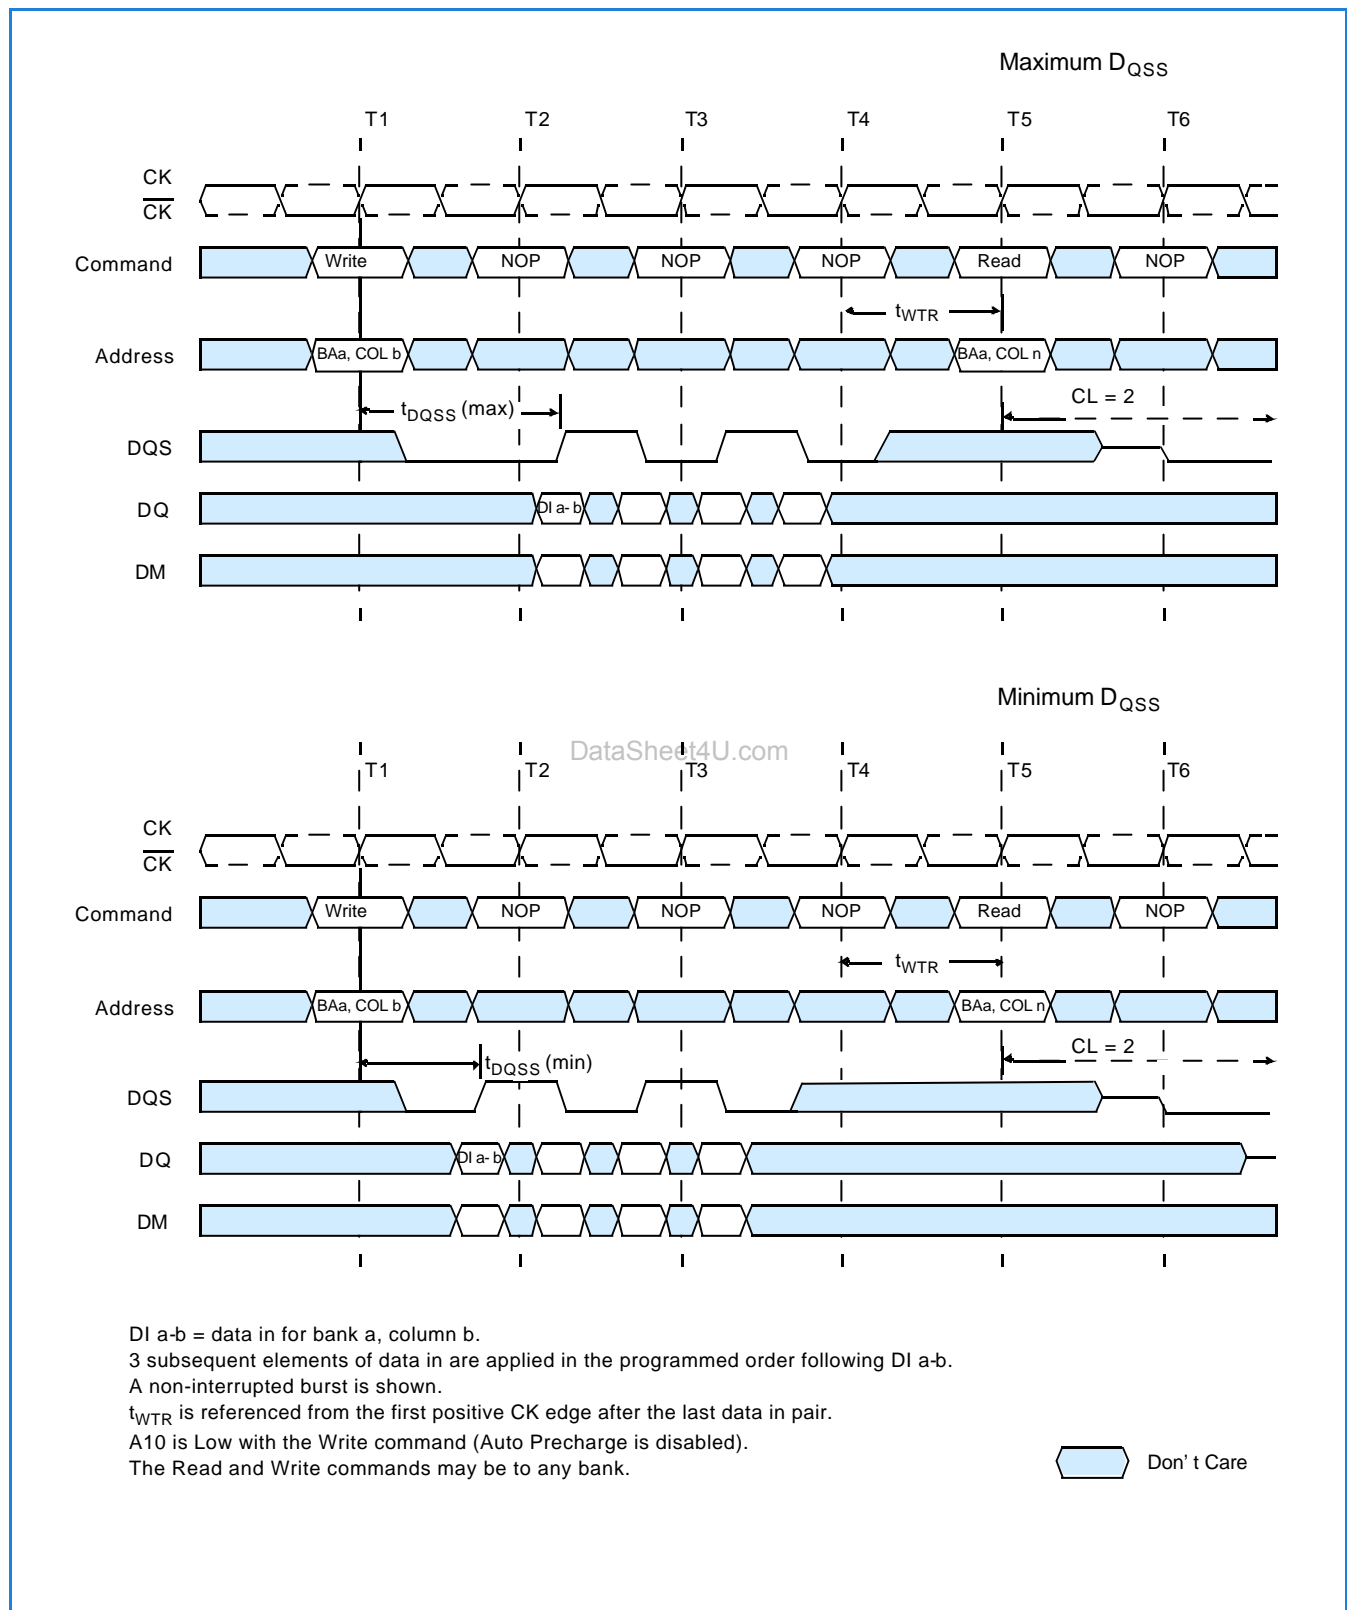 Maximum DQSS
T1 T2 T3 T4 T5 T6
CK
CK
Command Write NOP NOP NOP Read NOP
tWTR
Address BAa, COL b BAa, COL n
tDQSS (max) CL = 2
DQS
DQ DI a-b
DM
Minimum DQSS
DataSheet4U.com
T1 T2 T3 T4 T5 T6
CK
CK
Command Write NOP NOP NOP Read NOP
tWTR
Address BAa, COL b BAa, COL n
tDQSS (min) CL = 2
DQS
DQ DI a-b
DM
DI a-b = data in for bank a, column b.
3 subsequent elements of data in are applied in the programmed order following DI a-b.
A non-interrupted burst is shown.
tWTR is referenced from the first positive CK edge after the last data in pair.
A10 is Low with the Write command (Auto Precharge is disabled).
The Read and Write commands may be to any bank.
Don' t Care